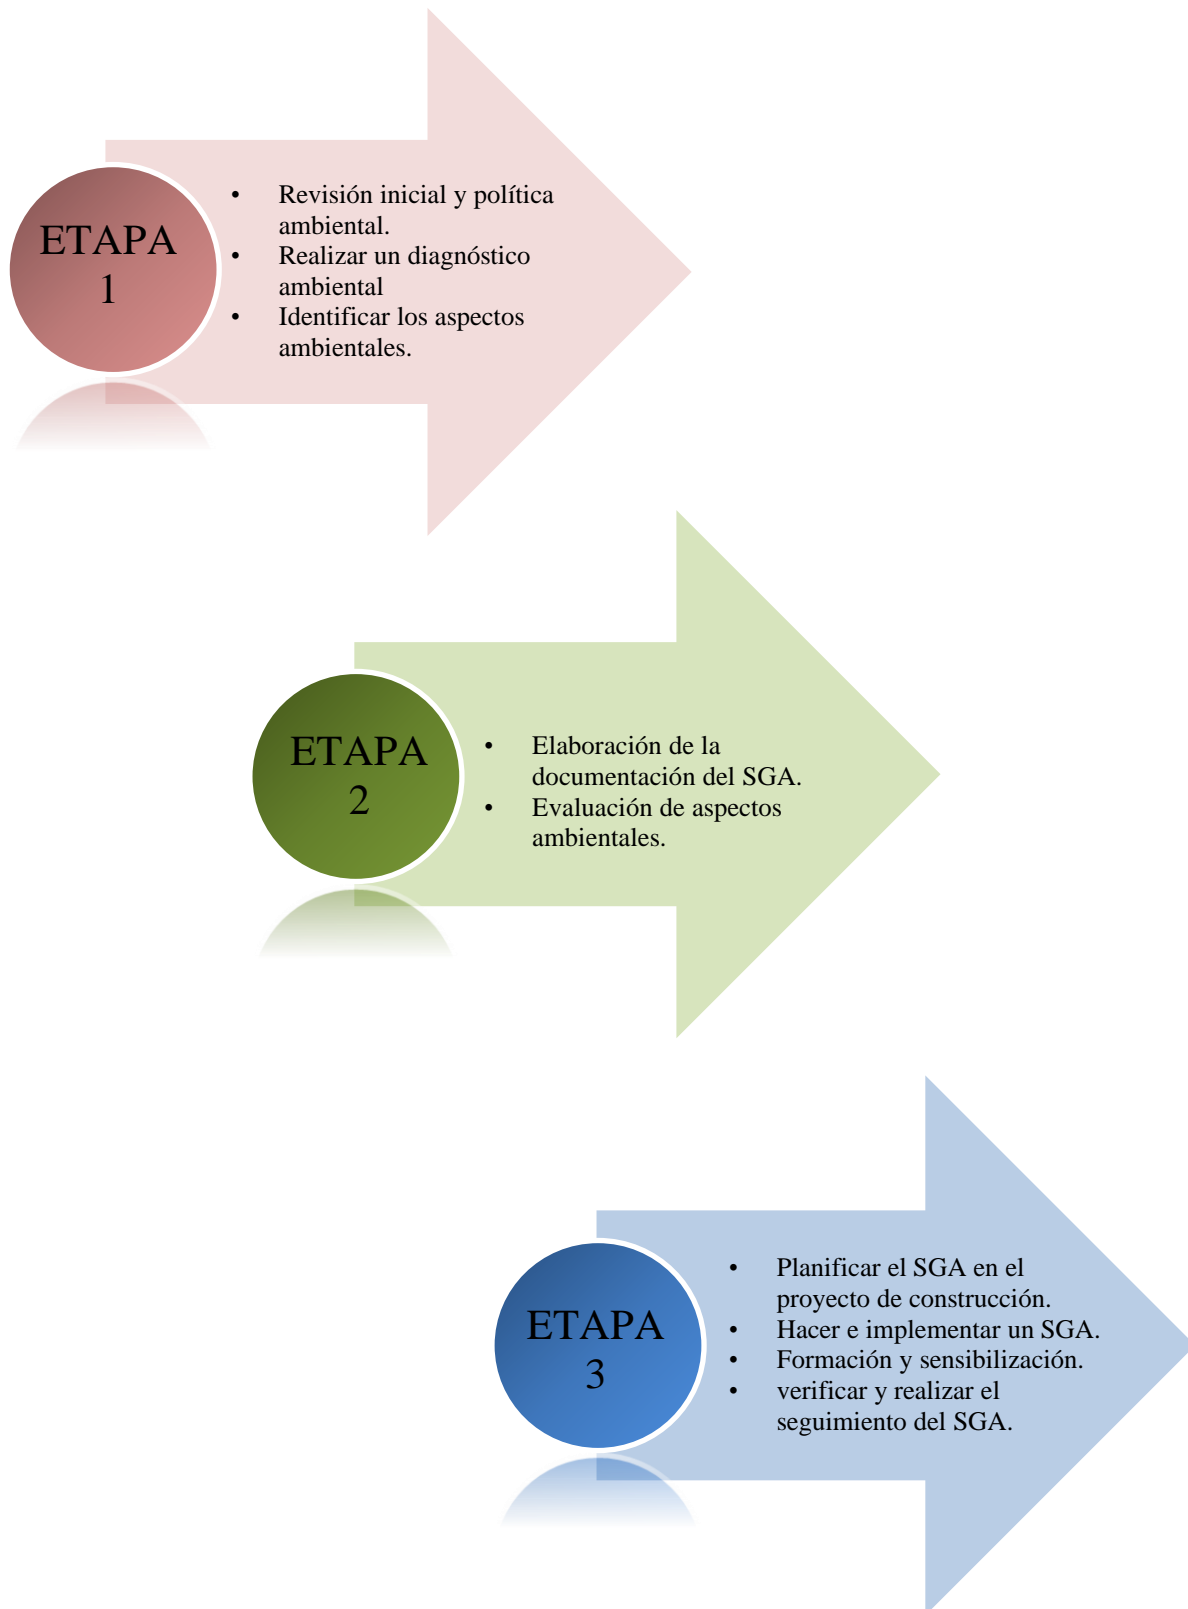 ETAPA
1
• Revisión inicial y política
ambiental.
• Realizar un diagnóstico
ambiental
• Identificar los aspectos
ambientales.
ETAPA
2
• Elaboración de la
documentación del SGA.
• Evaluación de aspectos
ambientales.
ETAPA
3
• Planificar el SGA en el
proyecto de construcción.
• Hacer e implementar un SGA.
• Formación y sensibilización.
• verificar y realizar el
seguimiento del SGA.